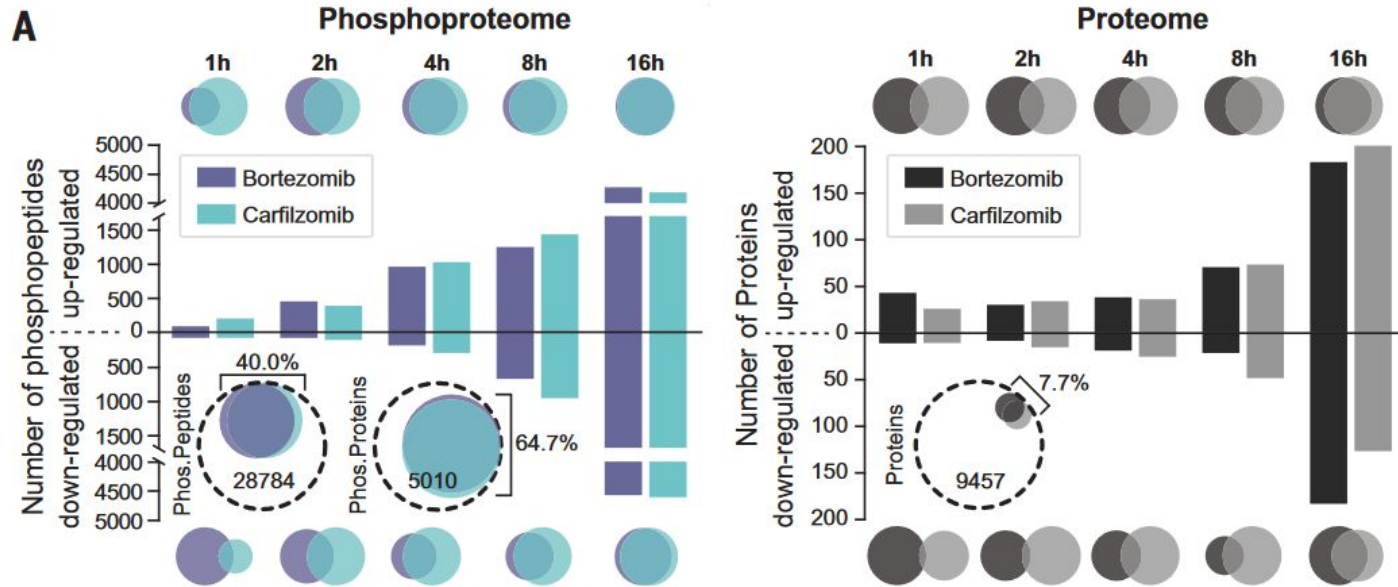 A
Phosphoproteome
1h 2h 4h 8h 16h
Number of phosphopeptides
down-regulated up-regulated
5000
4500
4000
1500
1000
500
0
500
1000
1500
4000
4500
5000
Bortezomib
Carfilzomib
40.0%
Phos.Peptides
28784
Phos.Proteins
5010
64.7%
Proteome
1h 2h 4h 8h 16h
Number of Proteins
down-regulated up-regulated
200
150
100
50
0
50
100
150
200
Bortezomib
Carfilzomib
7.7%
Proteins
9457